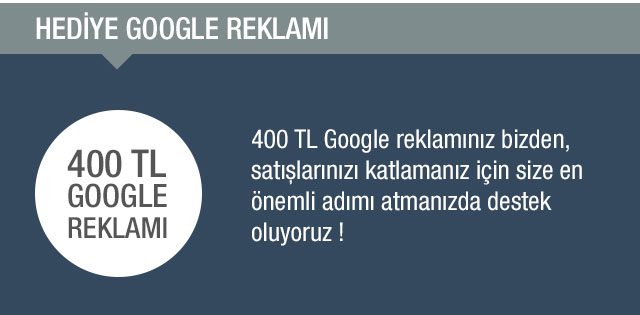 HEDİYE GOOGLE REKLAMI
400 TL
GOOGLE
REKLAMI
400 TL Google reklamınız bizden,
satışlarınızı katlamanız için size en
önemli adımı atmanızda destek
oluyoruz !